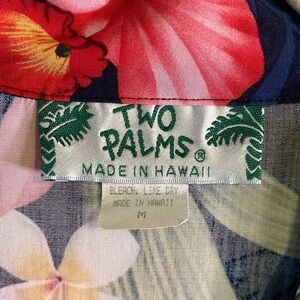 TWO
PALMS®
MADE IN HAWAII
BLEACH. LINE DRY
MADE IN HAWAII
M